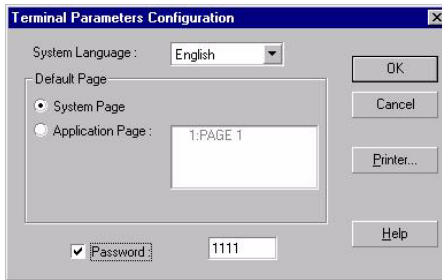 Terminal Parameters Configuration
System Language :
English
OK
Default Page
System Page
Cancel
Application Page :
1:PAGE 1
Printer...
Help
Password :
1111